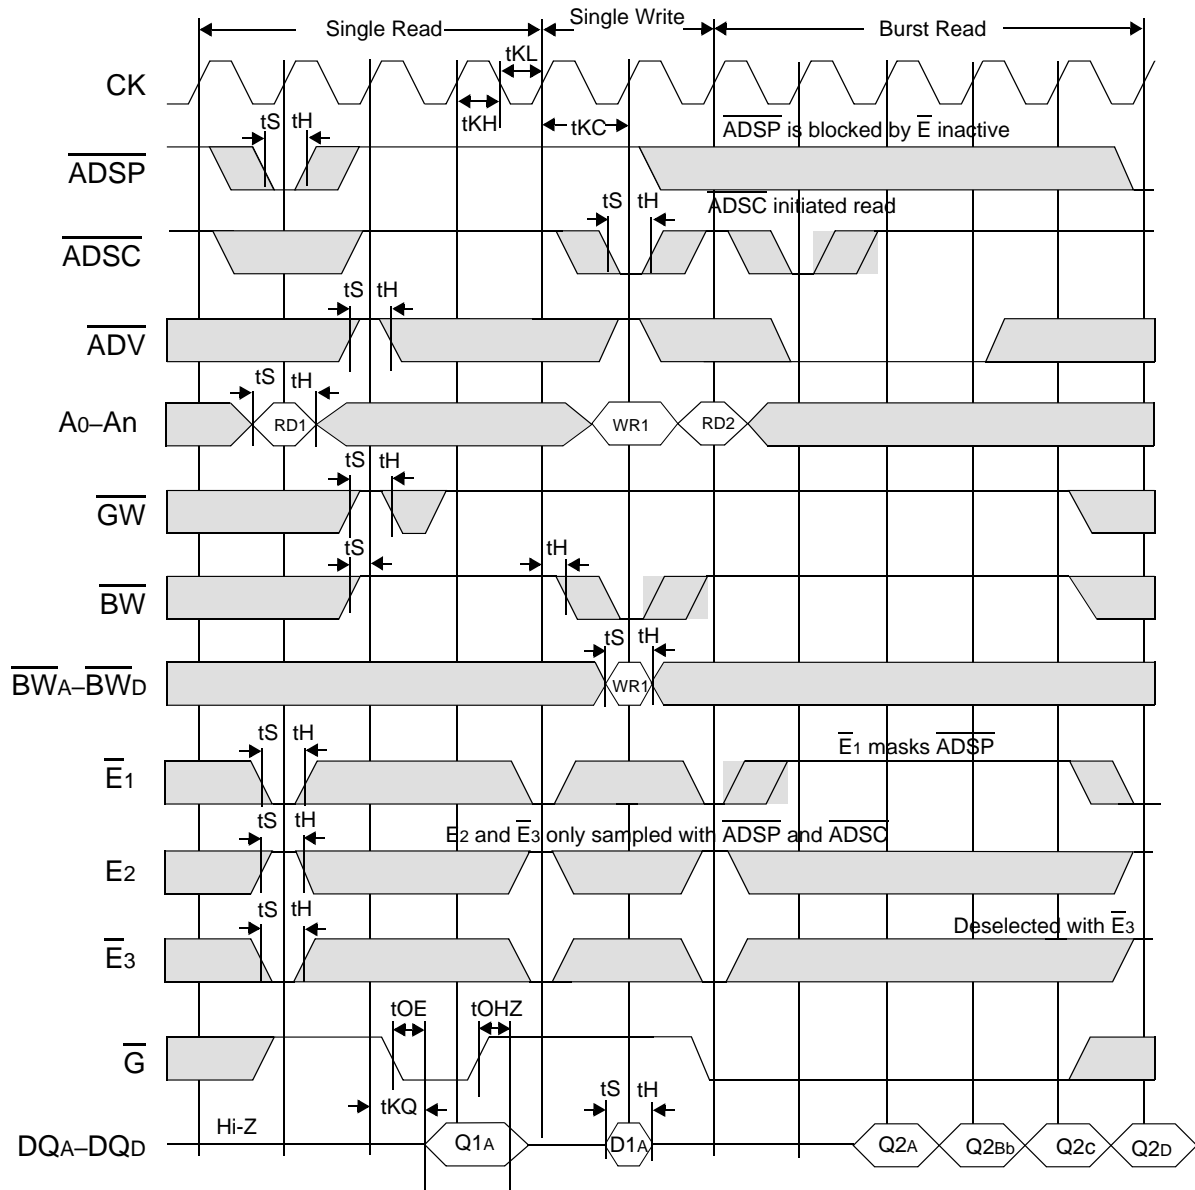 Single Read Single Write Burst Read
tKL
CK
tKH tKC
tS tH ADSP is blocked by E inactive
ADSP
tS tH ADSC initiated read
ADSC
tS tH
ADV
tS tH
A0–An RD1 WR1 RD2
tS tH
GW
tS tH
BW
tS tH
BWA–BWD WR1
tS tH E1 masks ADSP
E1
tS tH E2 and E3 only sampled with ADSP and ADSC
E2
tS tH Deselected with E3
E3
tOE tOHZ
G
tKQ tS tH
Hi-Z
DQA–DQD Q1A D1A Q2A Q2Bb Q2c Q2D